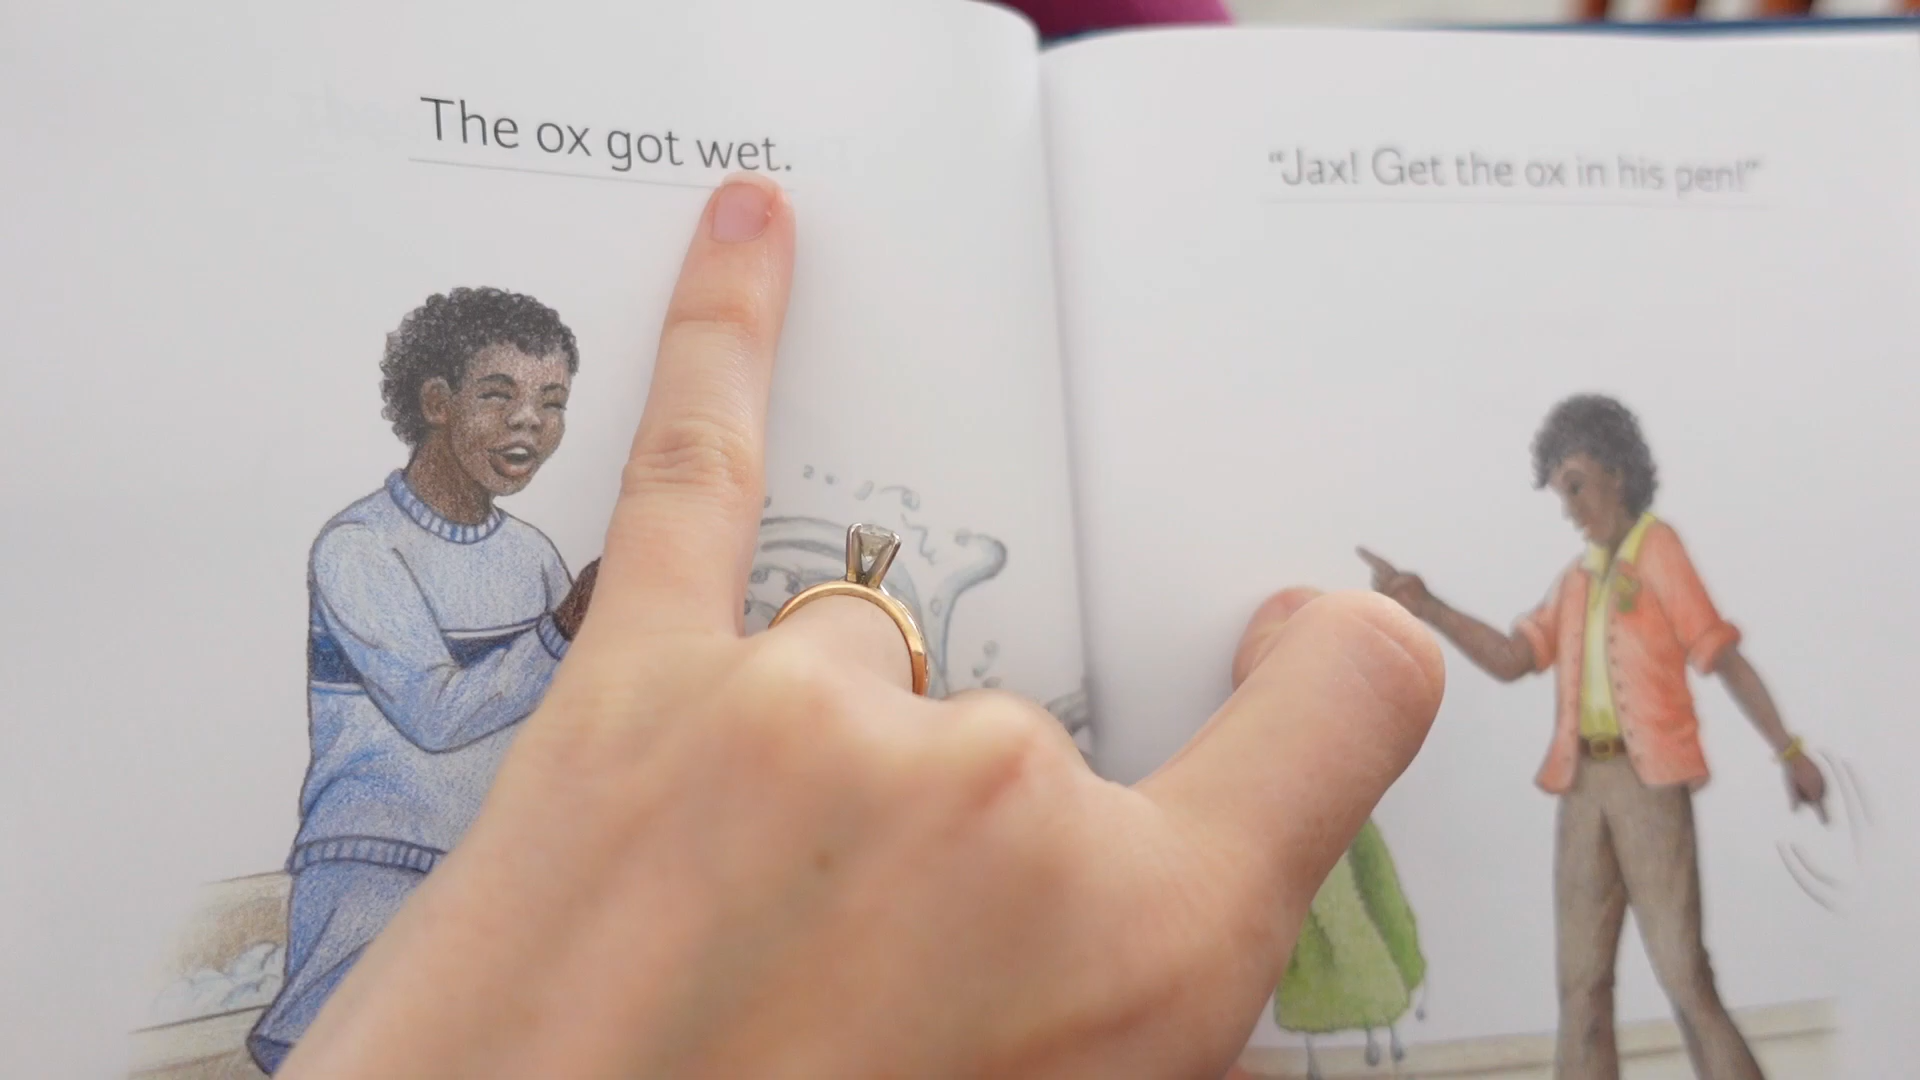 The ox got wet.
“Jax! Get the ox in his pen!”